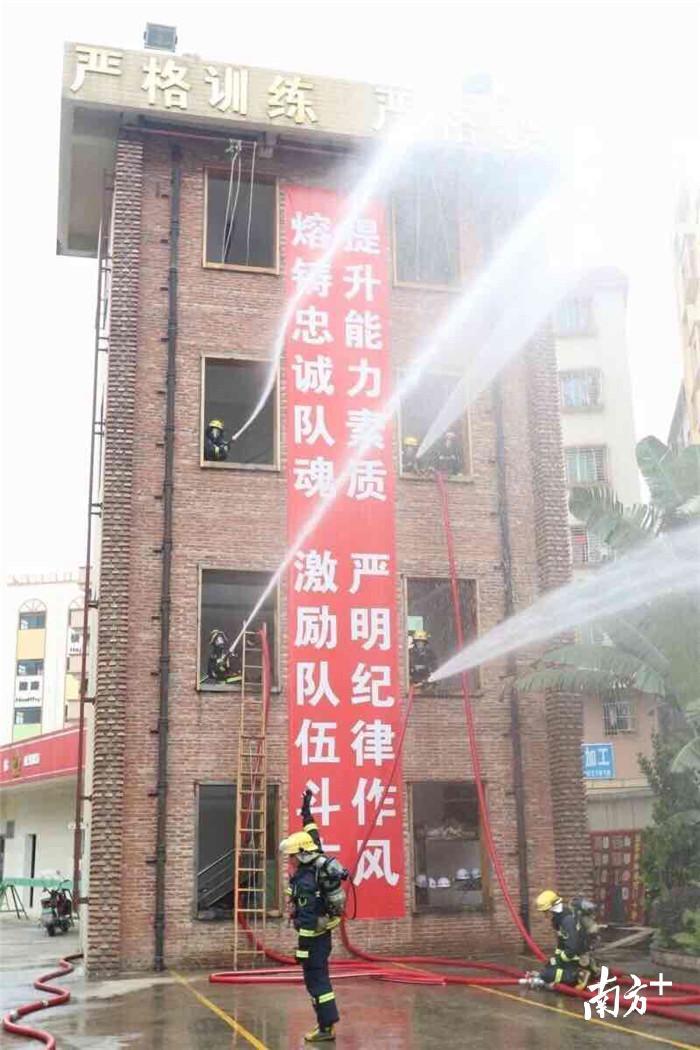 严格训练 严
提升能力素质 严明纪律作风
熔铸忠诚队魂 激励队伍斗
加工
南方+